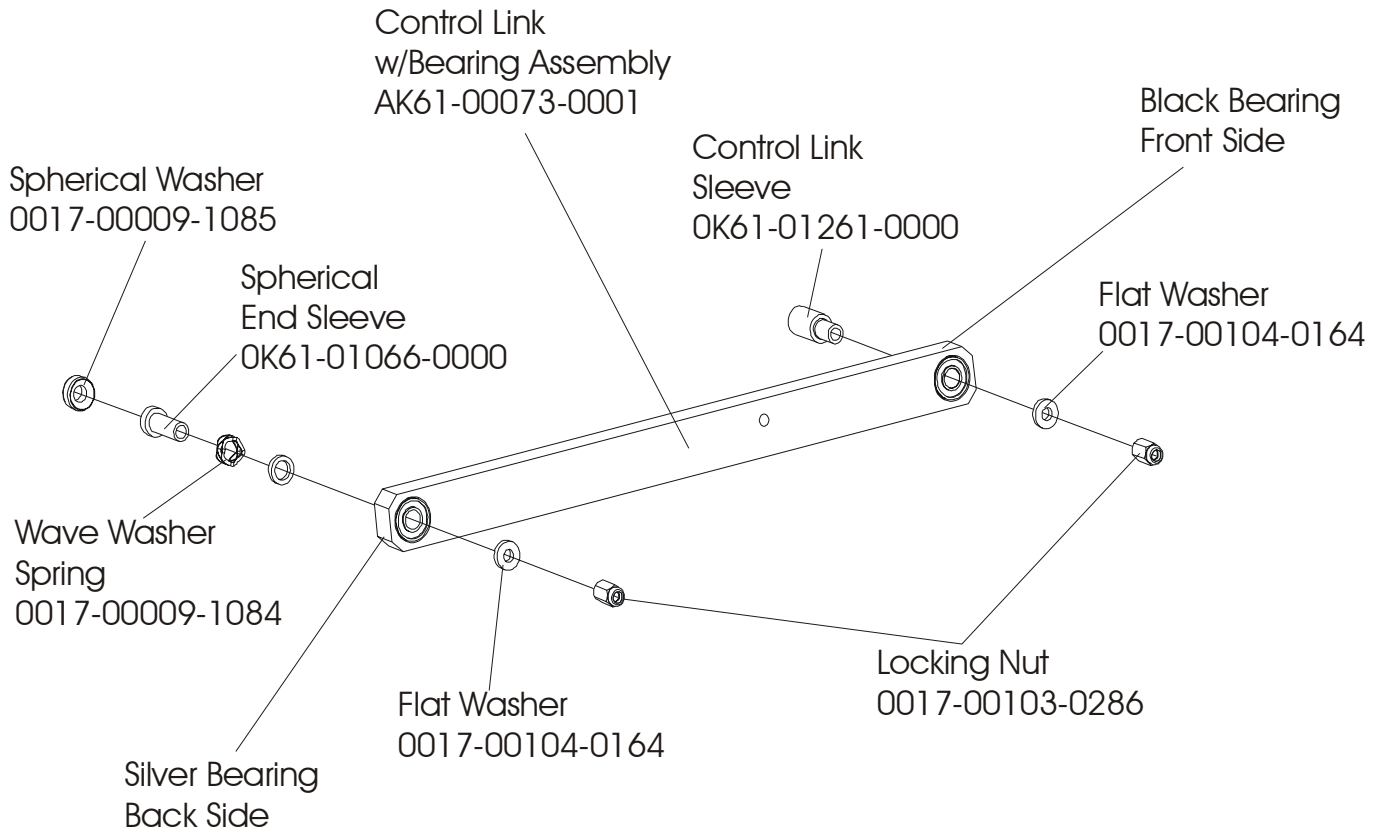 Control Link
w/Bearing Assembly
AK61-00073-0001
Black Bearing
Front Side
Control Link
Sleeve
0K61-01261-0000
Spherical Washer
0017-00009-1085
Spherical
End Sleeve
0K61-01066-0000
Flat Washer
0017-00104-0164
Wave Washer
Spring
0017-00009-1084
Locking Nut
0017-00103-0286
Flat Washer
0017-00104-0164
Silver Bearing
Back Side